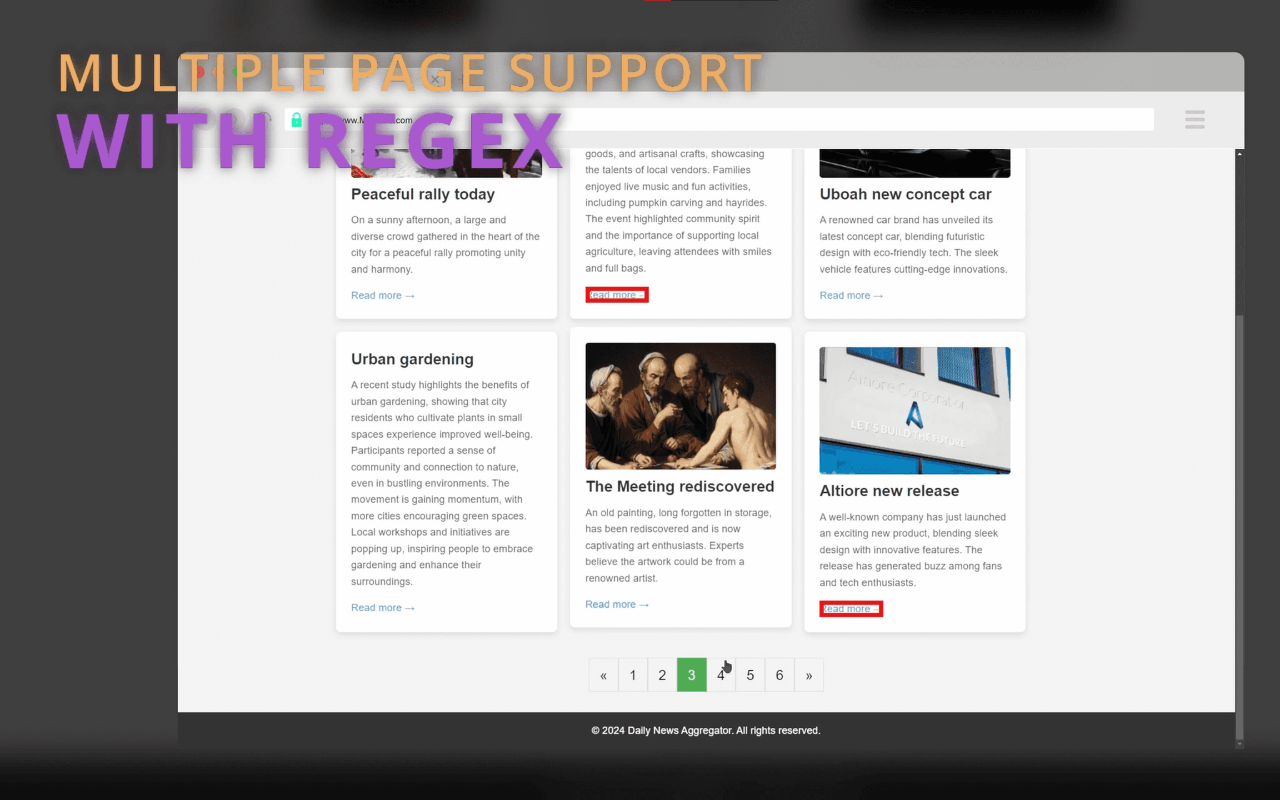 MULTIPLE PAGE SUPPORT
WITH REGEX
Peaceful rally today
On a sunny afternoon, a large and
diverse crowd gathered in the heart of the
city for a peaceful rally promoting unity
and harmony.
Read more →
goods, and artisanal crafts, showcasing
the talents of local vendors. Families
enjoyed live music and fun activities,
including pumpkin carving and hayrides.
The event highlighted community spirit
and the importance of supporting local
agriculture, leaving attendees with smiles
and full bags.
Read more →
Uboah new concept car
A renowned car brand has unveiled its
latest concept car, blending futuristic
design with eco-friendly tech. The sleek
vehicle features cutting-edge innovations.
Read more →
Urban gardening
A recent study highlights the benefits of
urban gardening, showing that city
residents who cultivate plants in small
spaces experience improved well-being.
Participants reported a sense of
community and connection to nature,
even in bustling environments. The
movement is gaining momentum, with
more cities encouraging green spaces.
Local workshops and initiatives are
popping up, inspiring people to embrace
gardening and enhance their
surroundings.
Read more →
The Meeting rediscovered
An old painting, long forgotten in storage,
has been rediscovered and is now
captivating art enthusiasts. Experts
believe the artwork could be from a
renowned artist.
Read more →
Altiore Corporation
LET'S BUILD THE FUTURE
Altiore new release
A well-known company has just launched
an exciting new product, blending sleek
design with innovative features. The
release has generated buzz among fans
and tech enthusiasts.
Read more →
« 1 2 3 4 5 6 »
© 2024 Daily News Aggregator. All rights reserved.